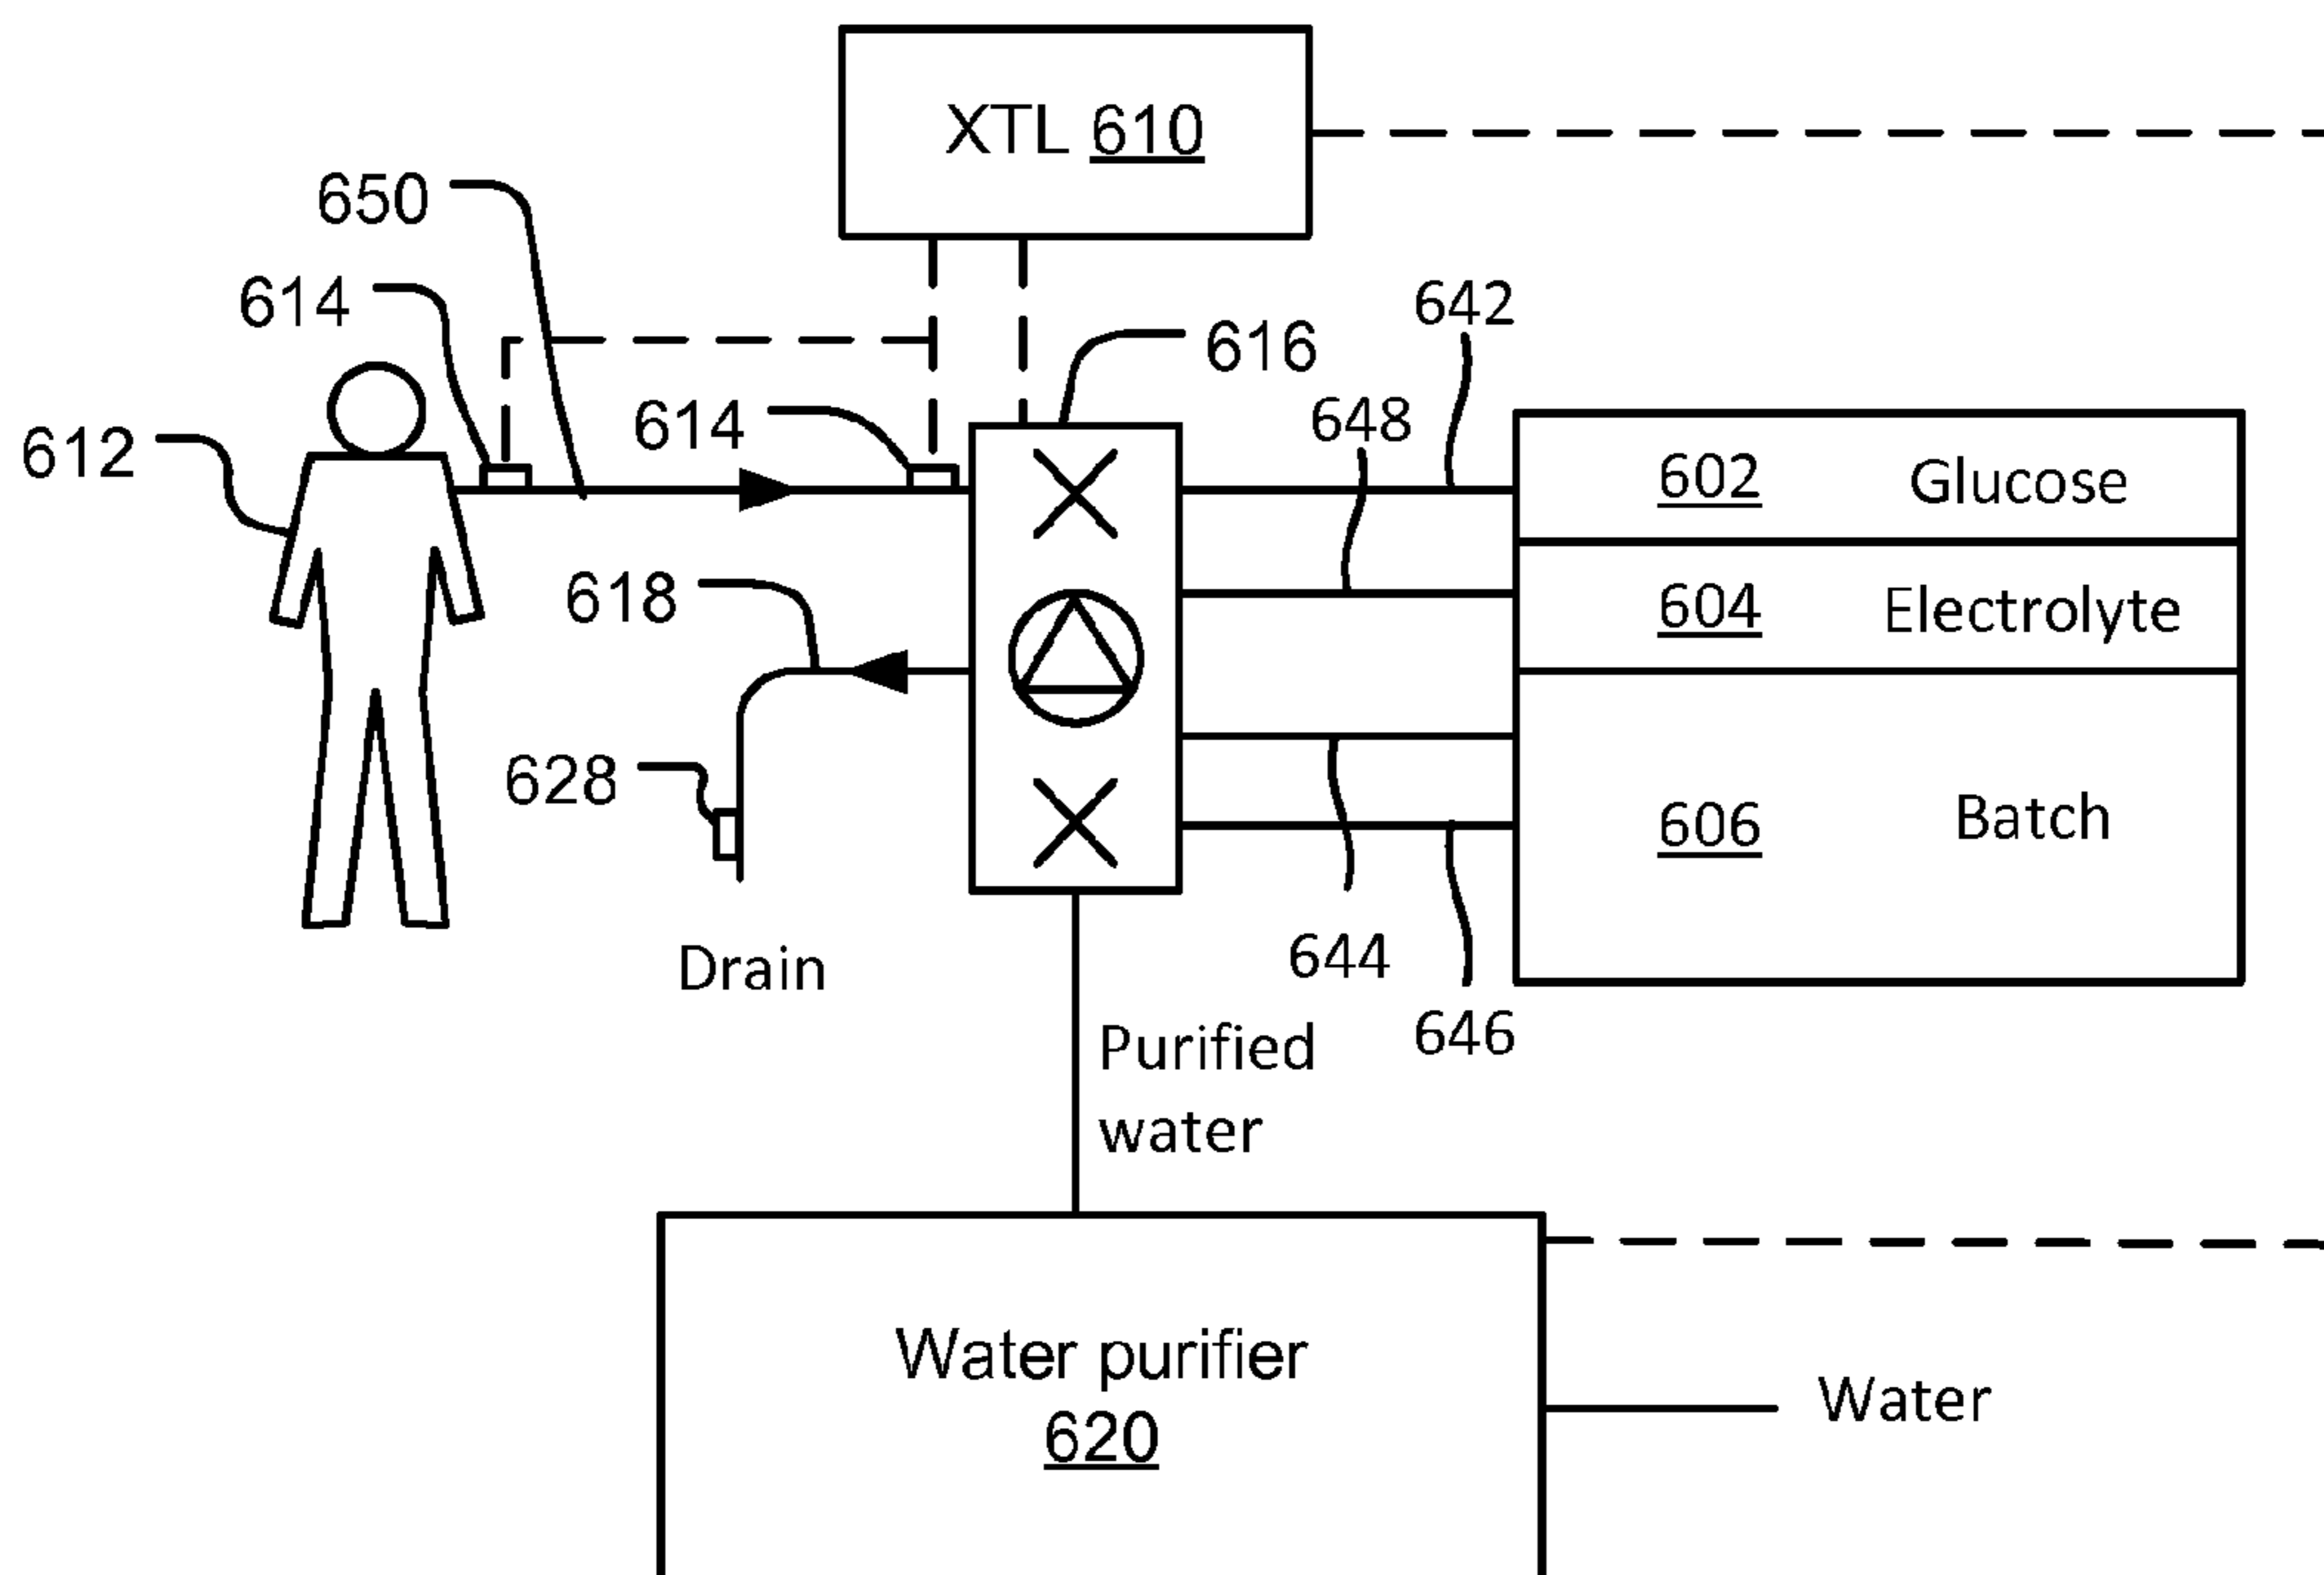 XTL 610
650
614
642
616
648
614
612
602 Glucose
618
604 Electrolyte
628
606 Batch
Drain
644
646
Purified
water
Water purifier
620
Water